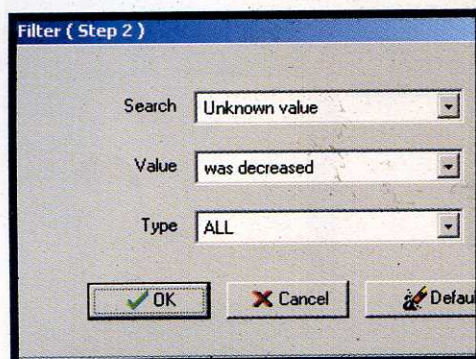 Filter ( Step 2 )
Search Unknown value
Value was decreased
Type ALL
OK Cancel Defau